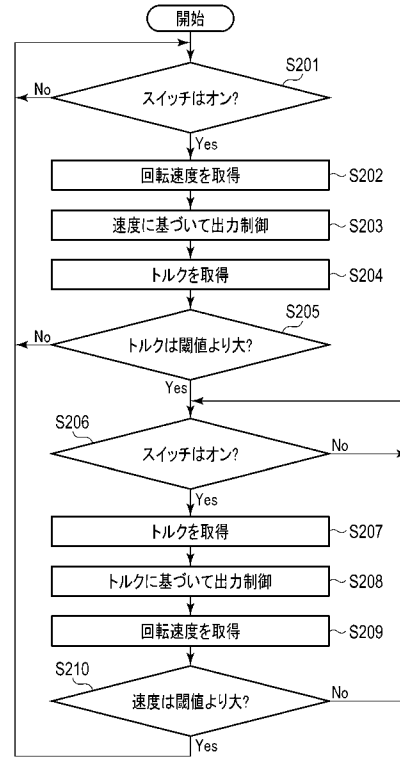 開始
S201
スイッチはオン?
No
Yes
回転速度を取得
S202
速度に基づいて出力制御
S203
トルクを取得
S204
S205
トルクは閾値より大?
No
Yes
S206
スイッチはオン?
No
Yes
トルクを取得
S207
トルクに基づいて出力制御
S208
回転速度を取得
S209
S210
速度は閾値より大?
No
Yes